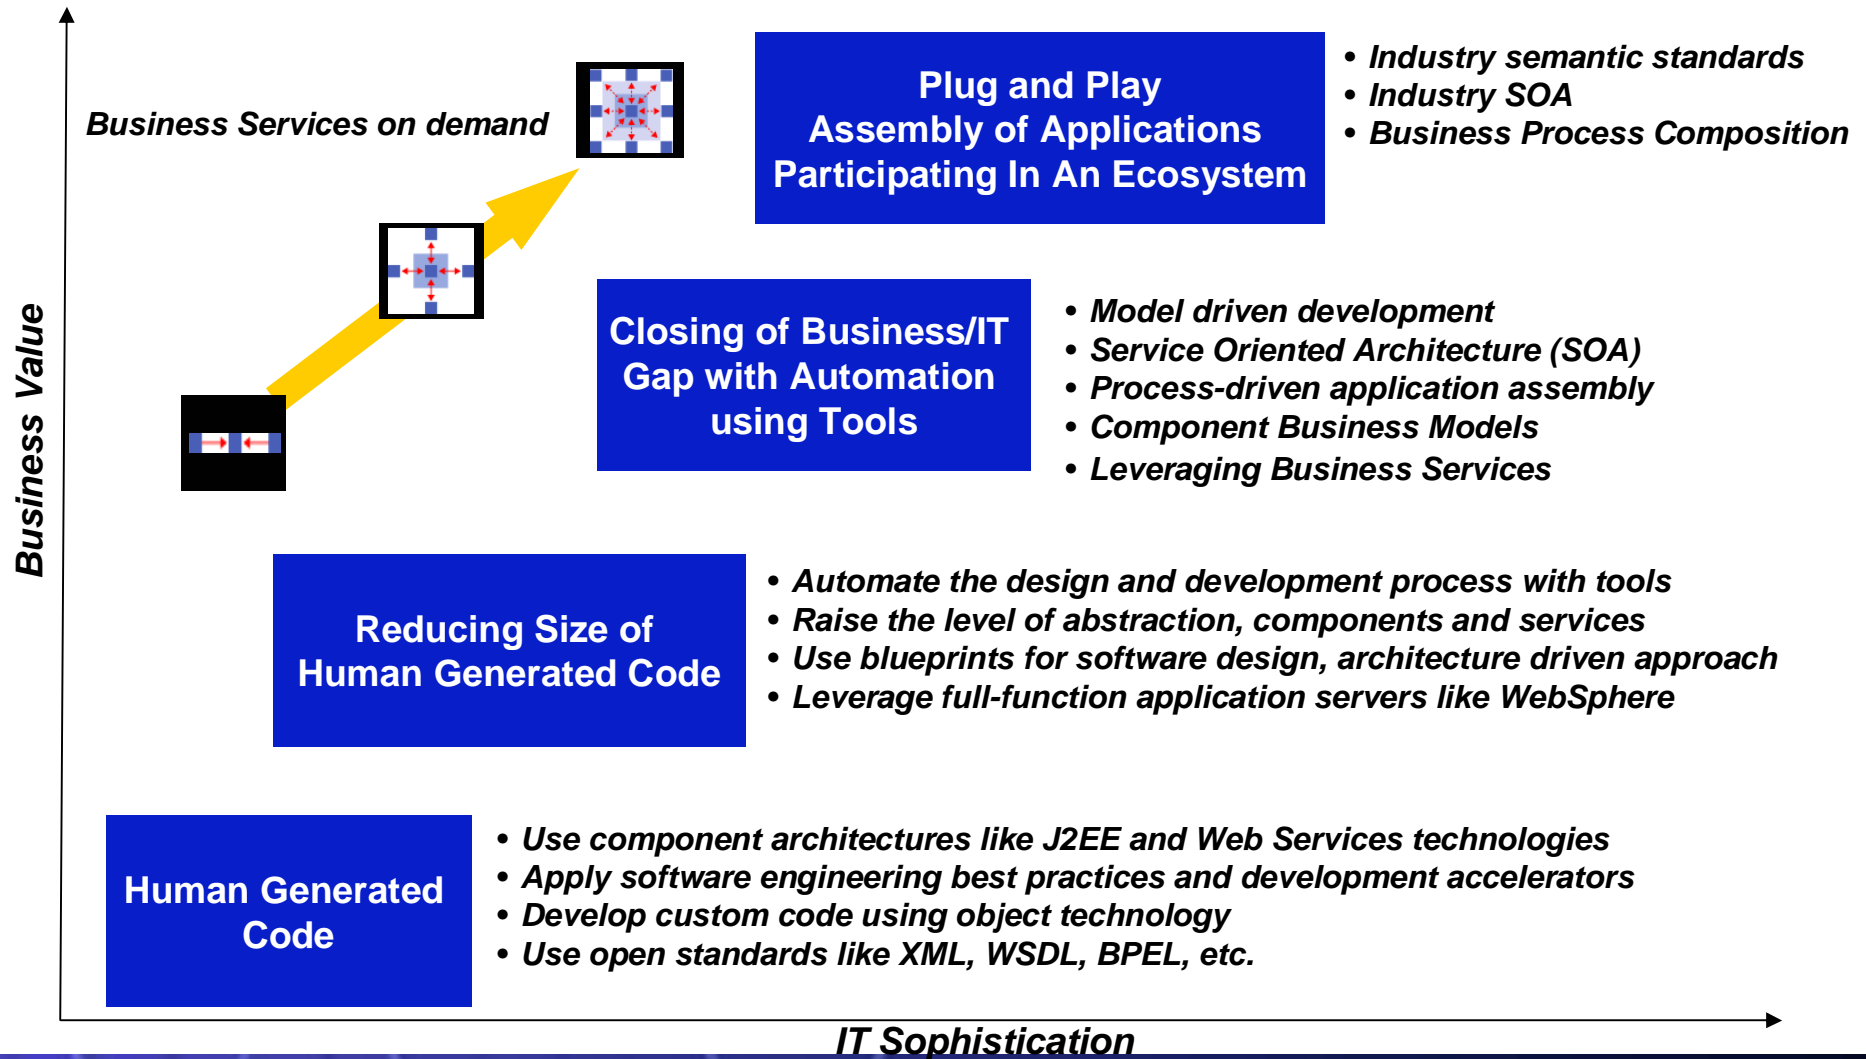 Business Services on demand
Plug and Play
Assembly of Applications
Participating In An Ecosystem
• Industry semantic standards
• Industry SOA
• Business Process Composition
Closing of Business/IT
Gap with Automation
using Tools
• Model driven development
• Service Oriented Architecture (SOA)
• Process-driven application assembly
• Component Business Models
• Leveraging Business Services
Business Value
Reducing Size of
Human Generated Code
• Automate the design and development process with tools
• Raise the level of abstraction, components and services
• Use blueprints for software design, architecture driven approach
• Leverage full-function application servers like WebSphere
Human Generated
Code
• Use component architectures like J2EE and Web Services technologies
• Apply software engineering best practices and development accelerators
• Develop custom code using object technology
• Use open standards like XML, WSDL, BPEL, etc.
IT Sophistication